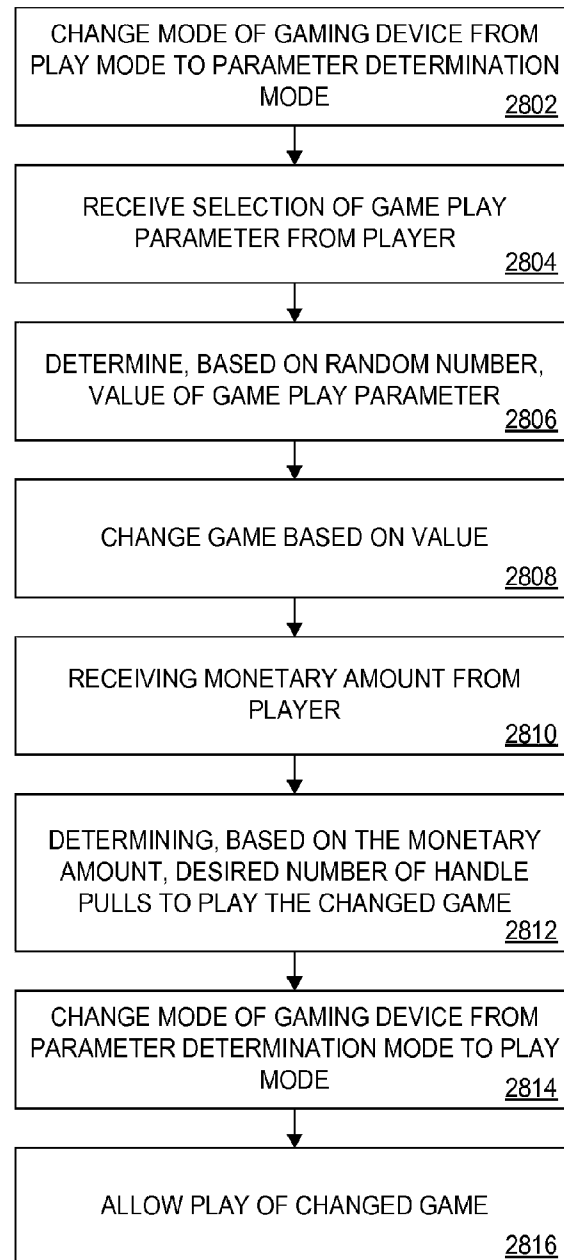 CHANGE MODE OF GAMING DEVICE FROM
PLAY MODE TO PARAMETER DETERMINATION
MODE
2802
RECEIVE SELECTION OF GAME PLAY
PARAMETER FROM PLAYER
2804
DETERMINE, BASED ON RANDOM NUMBER,
VALUE OF GAME PLAY PARAMETER
2806
CHANGE GAME BASED ON VALUE
2808
RECEIVING MONETARY AMOUNT FROM
PLAYER
2810
DETERMINING, BASED ON THE MONETARY
AMOUNT, DESIRED NUMBER OF HANDLE
PULLS TO PLAY THE CHANGED GAME
2812
CHANGE MODE OF GAMING DEVICE FROM
PARAMETER DETERMINATION MODE TO PLAY
MODE
2814
ALLOW PLAY OF CHANGED GAME
2816